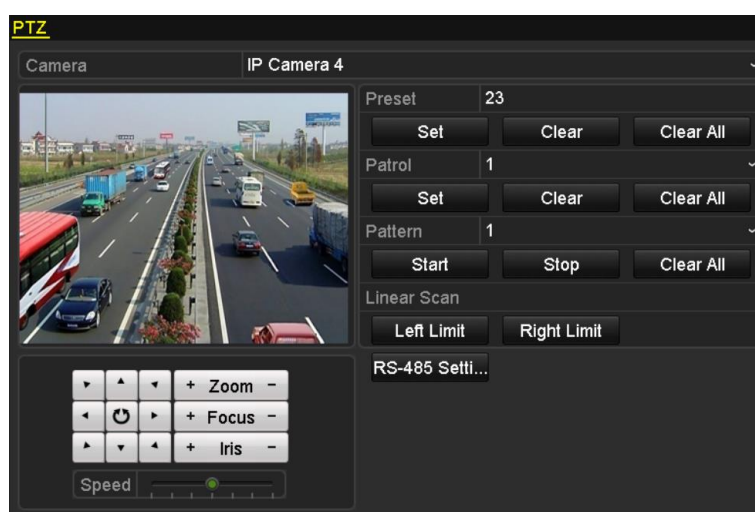 PTZ
Camera IP Camera 4
Preset 23
Set Clear Clear All
Patrol 1
Set Clear Clear All
Pattern 1
Start Stop Clear All
Linear Scan
Left Limit Right Limit
RS-485 Setti...
+ Zoom -
+ Focus -
+ Iris -
Speed